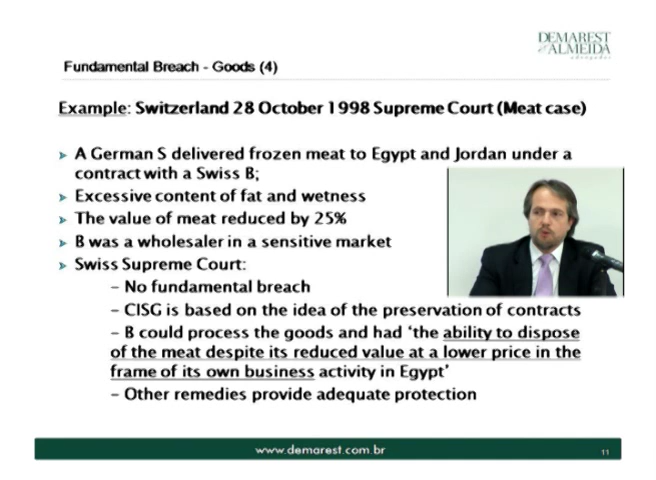 DEMAREST
ALMEIDA
Fundamental Breach - Goods (4)
Example: Switzerland 28 October 1998 Supreme Court (Meat case)
➤ A German S delivered frozen meat to Egypt and Jordan under a
contract with a Swiss B;
➤ Excessive content of fat and wetness
➤ The value of meat reduced by 25%
➤ B was a wholesaler in a sensitive market
➤ Swiss Supreme Court:
– No fundamental breach
– CISG is based on the idea of the preservation of contracts
– B could process the goods and had ‘the ability to dispose
of the meat despite its reduced value at a lower price in the
frame of its own business activity in Egypt’
– Other remedies provide adequate protection
www.demarest.com.br
11